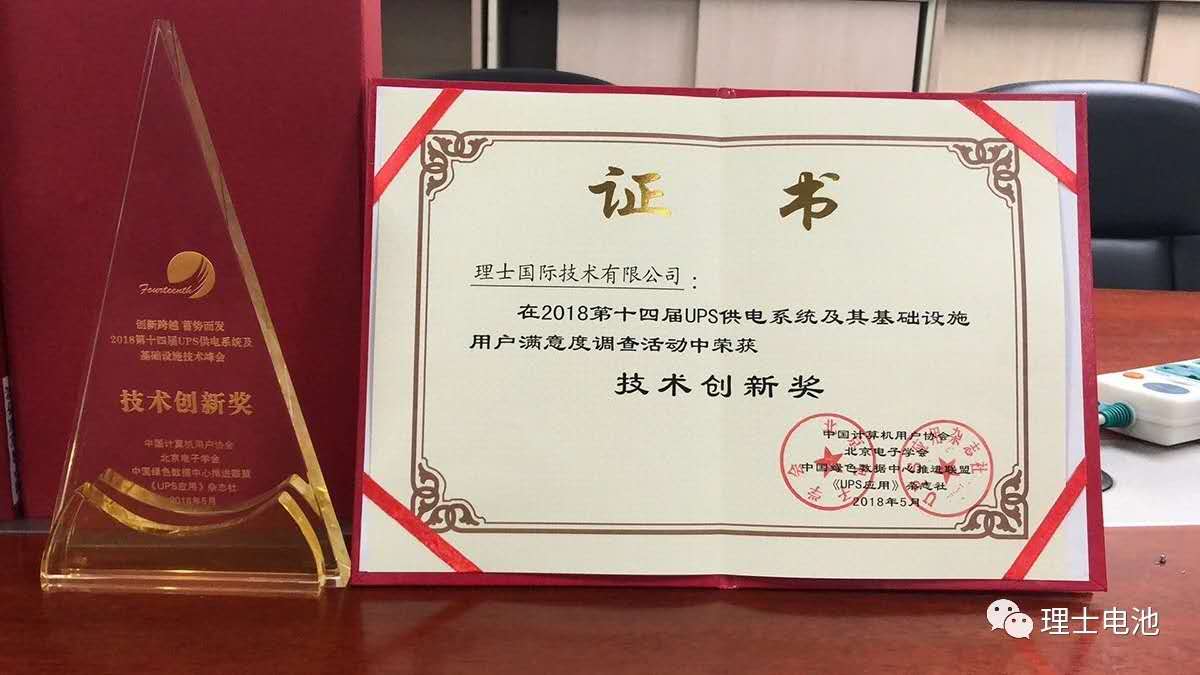 Fourteenth
创新跨越 蓄势而发
2018第十四届UPS供电系统及
基础设施技术峰会
技术创新奖
中国计算机用户协会
北京电子学会
中国绿色数据中心推进联盟
《UPS应用》杂志社
2018年5月
证 书
理士国际技术有限公司：
在2018第十四届UPS供电系统及其基础设施
用户满意度调查活动中荣获
技术创新奖
中国计算机用户协会
北京电子学会
中国绿色数据中心推进联盟
《UPS应用》杂志社
2018年5月
理士电池